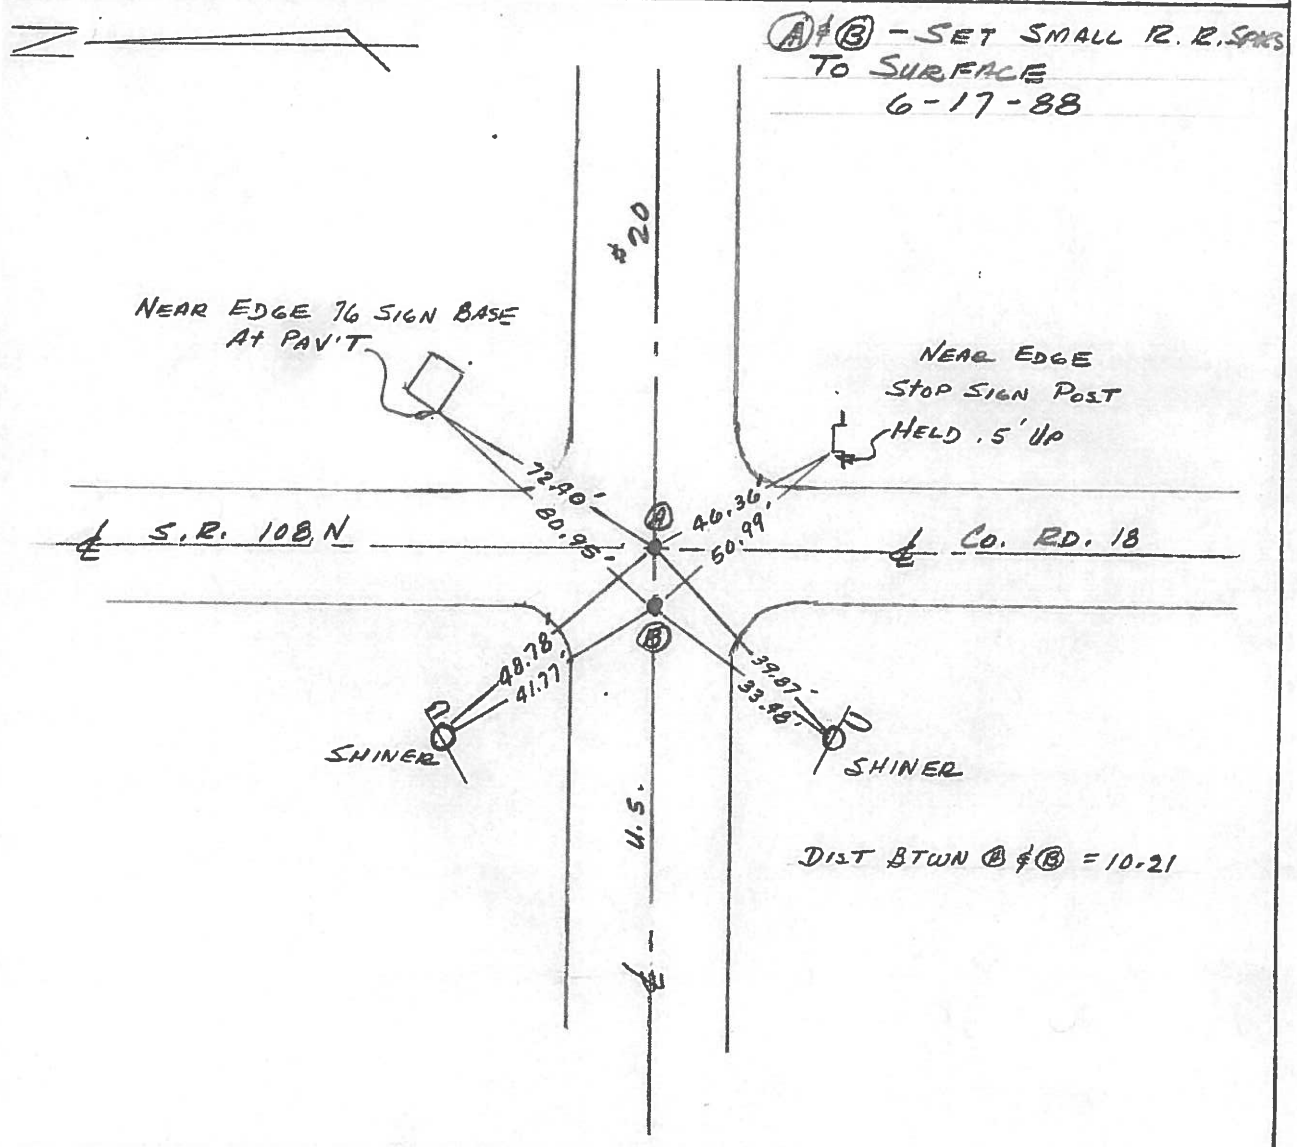 N
Ⓐ & Ⓑ - SET SMALL R.R. SPKS
TO SURFACE
6-17-88
#20
NEAR EDGE 76 SIGN BASE
At PAV'T
NEAR EDGE
STOP SIGN POST
HELD .5' UP
72.40'
80.95'
Ⓐ
46.36'
50.99'
℄ S.R. 108 N
℄ CO. RD. 18
Ⓑ
48.78'
41.77'
39.87'
33.48'
SHINER
SHINER
U.S.
DIST BTWN Ⓐ & Ⓑ = 10.21
℄